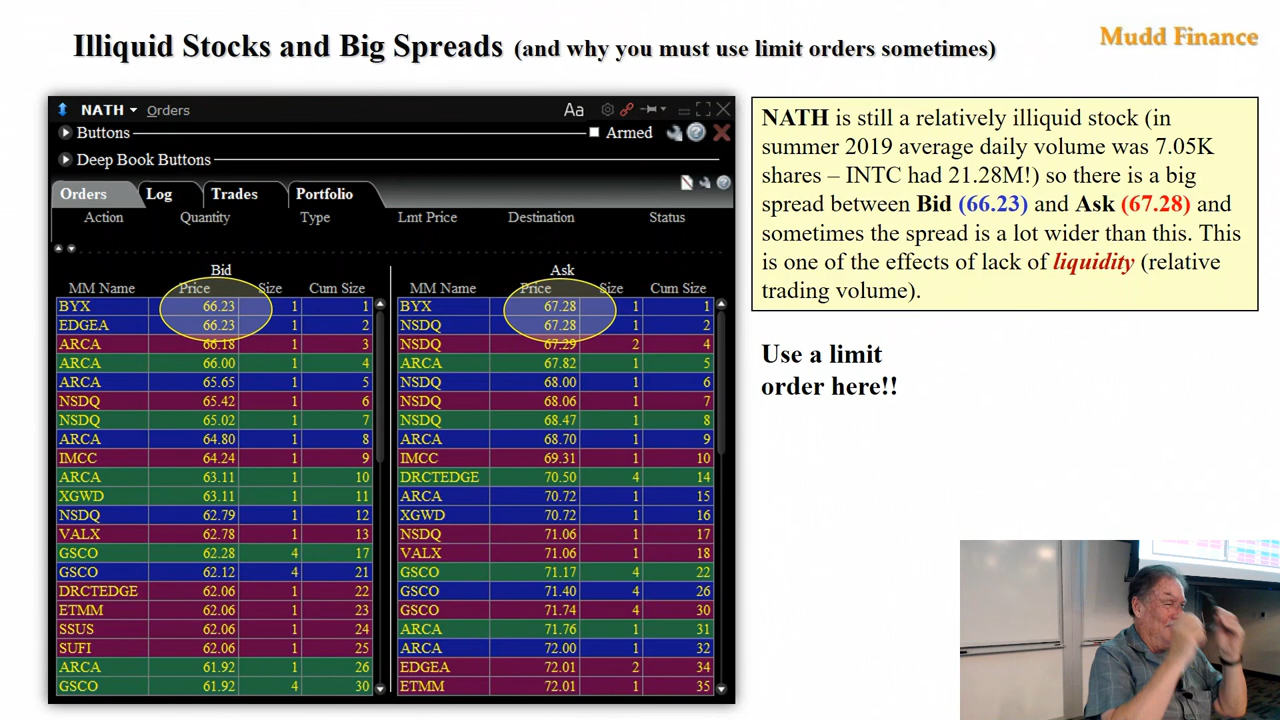 Illiquid Stocks and Big Spreads (and why you must use limit orders sometimes)
Mudd Finance
NATH Orders Aa
Buttons Armed
Deep Book Buttons
Orders Log Trades Portfolio
Action Quantity Type Lmt Price Destination Status
Bid Ask
MM Name Price Size Cum Size MM Name Price Size Cum Size
BYX 66.23 1 1 BYX 67.28 1 1
EDGEA 66.23 1 2 NSDQ 67.28 1 2
ARCA 66.18 1 3 NSDQ 67.29 2 4
ARCA 66.00 1 4 ARCA 67.82 1 5
ARCA 65.65 1 5 NSDQ 68.00 1 6
NSDQ 65.42 1 6 NSDQ 68.06 1 7
NSDQ 65.02 1 7 NSDQ 68.47 1 8
ARCA 64.80 1 8 ARCA 68.70 1 9
IMCC 64.24 1 9 IMCC 69.31 1 10
ARCA 63.11 1 10 DRCTEDGE 70.50 4 14
XGWD 63.11 1 11 ARCA 70.72 1 15
NSDQ 62.79 1 12 XGWD 70.72 1 16
VALX 62.78 1 13 NSDQ 71.06 1 17
GSCO 62.28 4 17 VALX 71.06 1 18
GSCO 62.12 4 21 GSCO 71.17 4 22
DRCTEDGE 62.06 1 22 GSCO 71.40 4 26
ETMM 62.06 1 23 GSCO 71.74 4 30
SSUS 62.06 1 24 ARCA 71.76 1 31
SUFI 62.06 1 25 ARCA 72.00 1 32
ARCA 61.92 1 26 EDGEA 72.01 2 34
GSCO 61.92 4 30 ETMM 72.01 1 35
NATH is still a relatively illiquid stock (in
summer 2019 average daily volume was 7.05K
shares – INTC had 21.28M!) so there is a big
spread between Bid (66.23) and Ask (67.28) and
sometimes the spread is a lot wider than this. This
is one of the effects of lack of liquidity (relative
trading volume).
Use a limit
order here!!